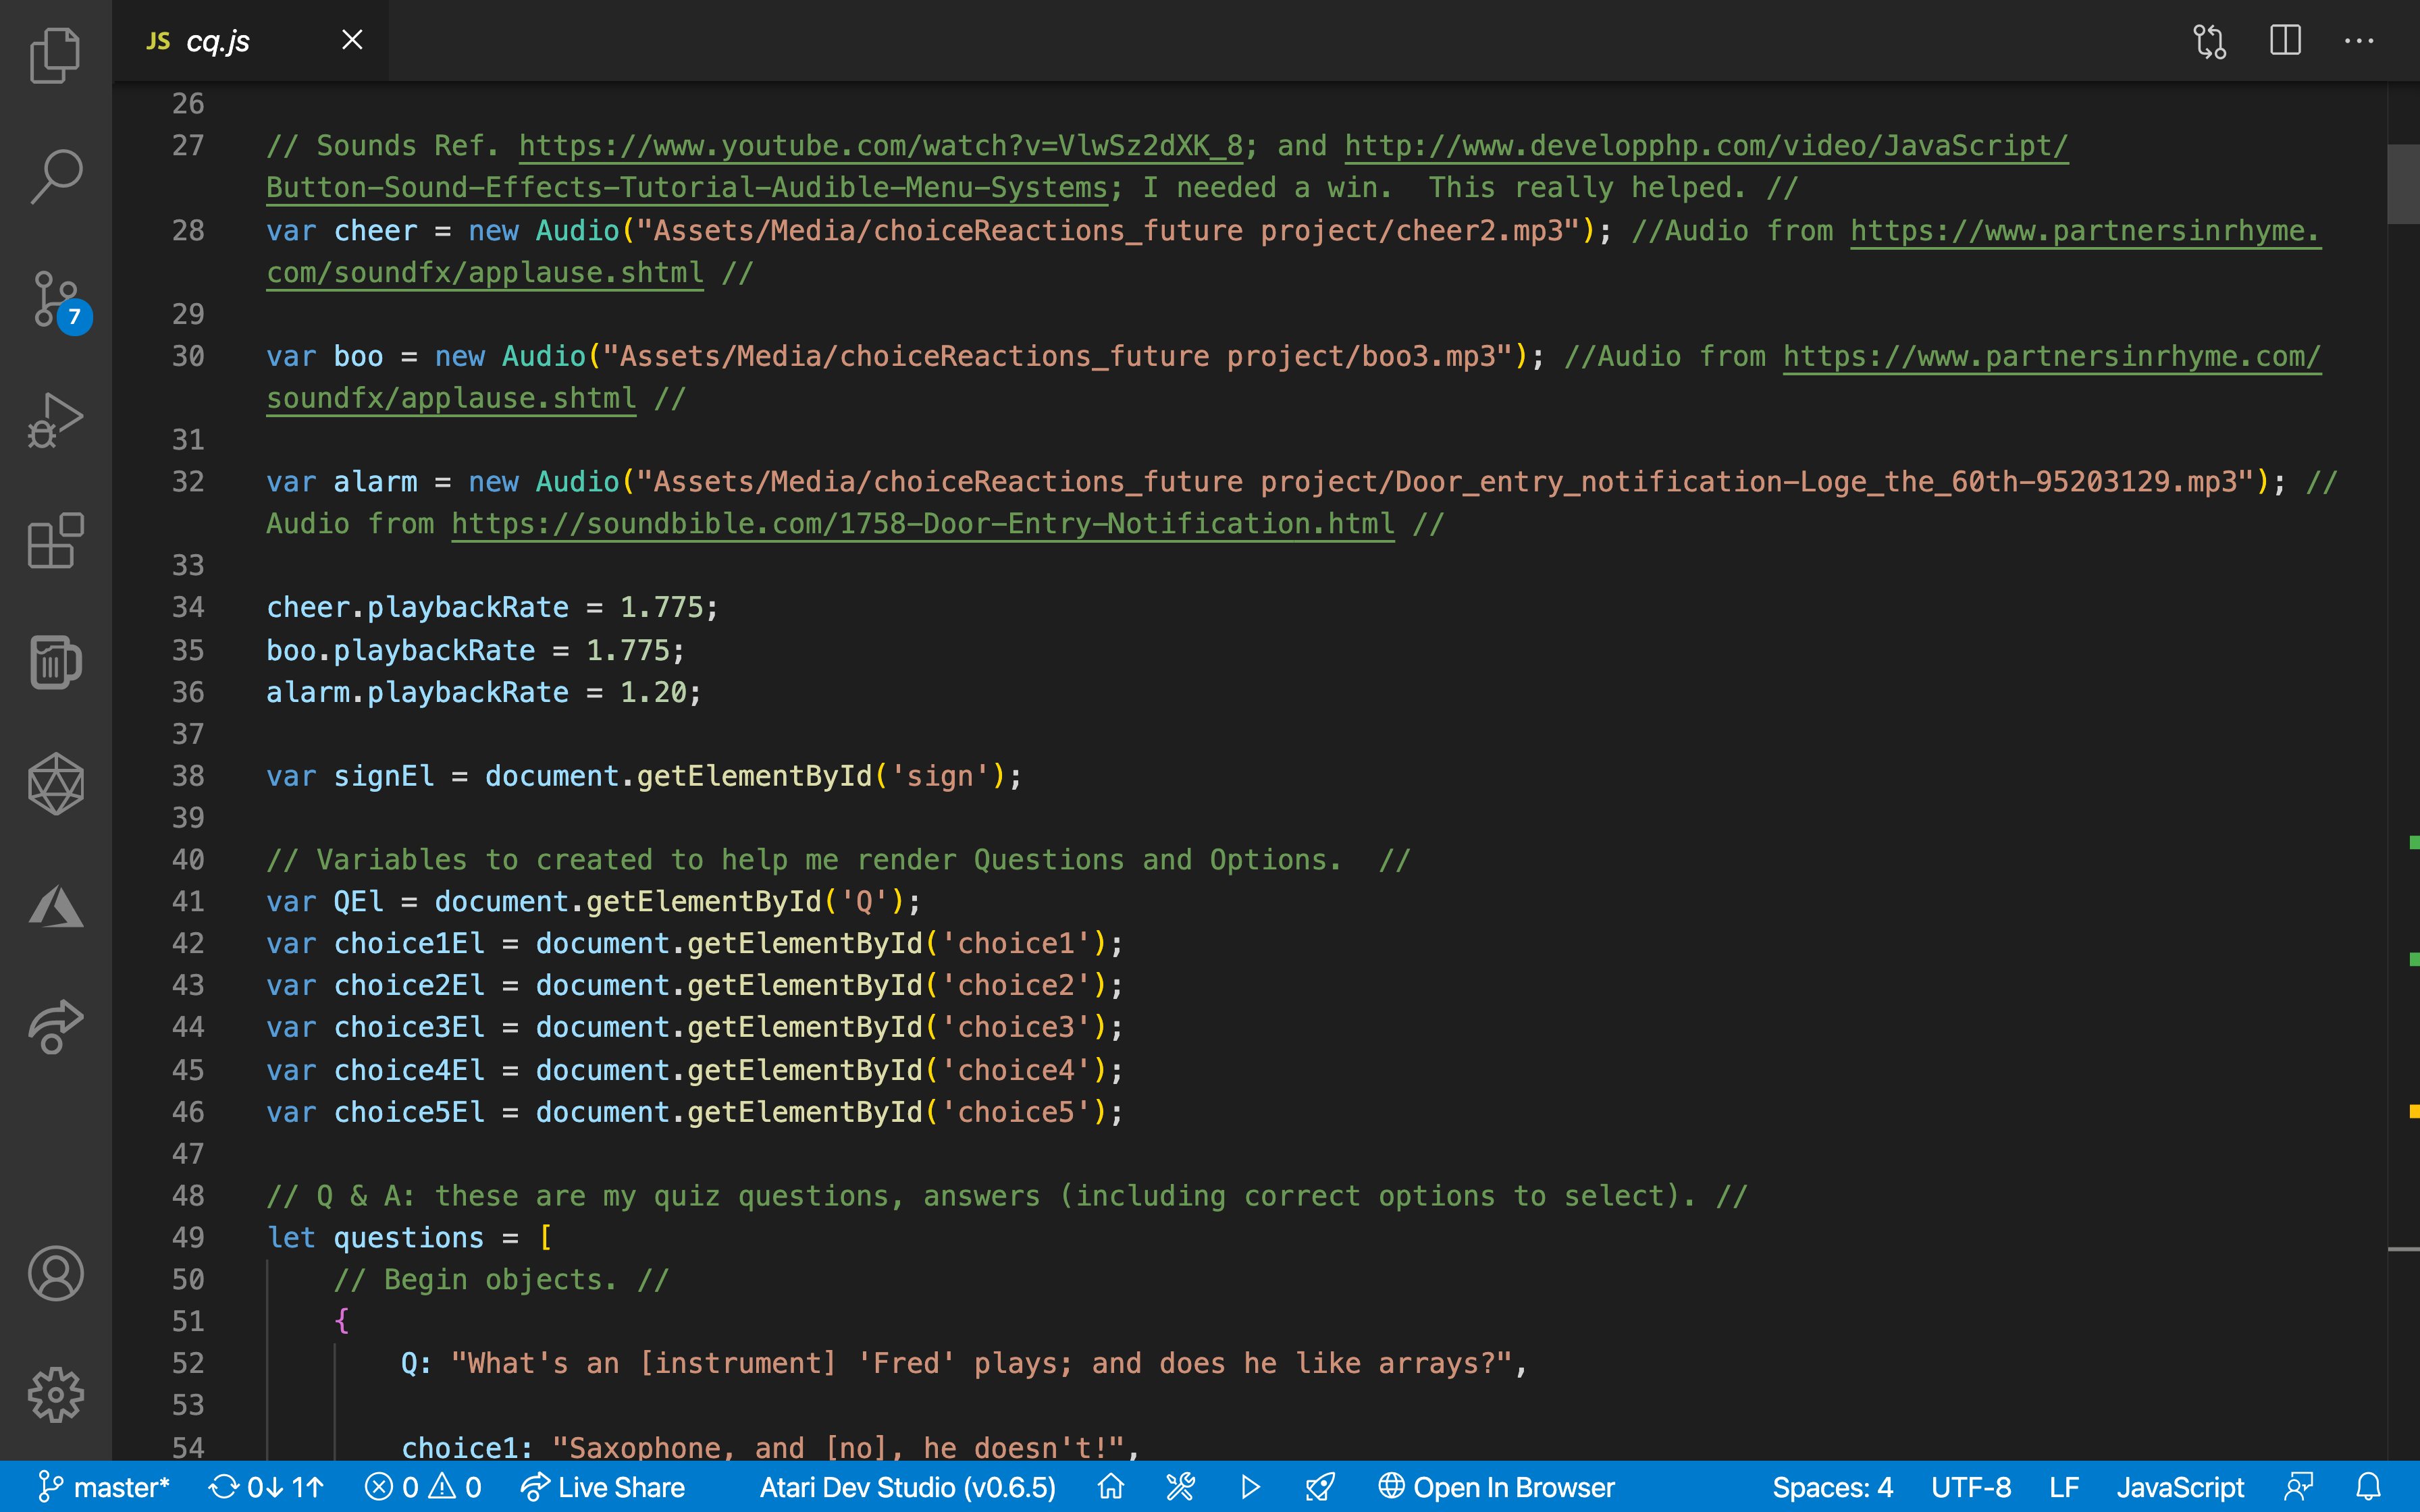 JS cq.js
26
27 // Sounds Ref. https://www.youtube.com/watch?v=VlwSz2dXK_8; and http://www.developphp.com/video/JavaScript/
Button-Sound-Effects-Tutorial-Audible-Menu-Systems; I needed a win.  This really helped. //
28 var cheer = new Audio("Assets/Media/choiceReactions_future project/cheer2.mp3"); //Audio from https://www.partnersinrhyme.
com/soundfx/applause.shtml //
29
30 var boo = new Audio("Assets/Media/choiceReactions_future project/boo3.mp3"); //Audio from https://www.partnersinrhyme.com/
soundfx/applause.shtml //
31
32 var alarm = new Audio("Assets/Media/choiceReactions_future project/Door_entry_notification-Loge_the_60th-95203129.mp3"); //
Audio from https://soundbible.com/1758-Door-Entry-Notification.html //
33
34 cheer.playbackRate = 1.775;
35 boo.playbackRate = 1.775;
36 alarm.playbackRate = 1.20;
37
38 var signEl = document.getElementById('sign');
39
40 // Variables to created to help me render Questions and Options.  //
41 var QEl = document.getElementById('Q');
42 var choice1El = document.getElementById('choice1');
43 var choice2El = document.getElementById('choice2');
44 var choice3El = document.getElementById('choice3');
45 var choice4El = document.getElementById('choice4');
46 var choice5El = document.getElementById('choice5');
47
48 // Q & A: these are my quiz questions, answers (including correct options to select). //
49 let questions = [
50     // Begin objects. //
51     {
52         Q: "What's an [instrument] 'Fred' plays; and does he like arrays?",
53
54         choice1: "Saxophone, and [no], he doesn't!",
7
master* 0↓ 1↑ 0 0 Live Share Atari Dev Studio (v0.6.5) Open In Browser Spaces: 4 UTF-8 LF JavaScript